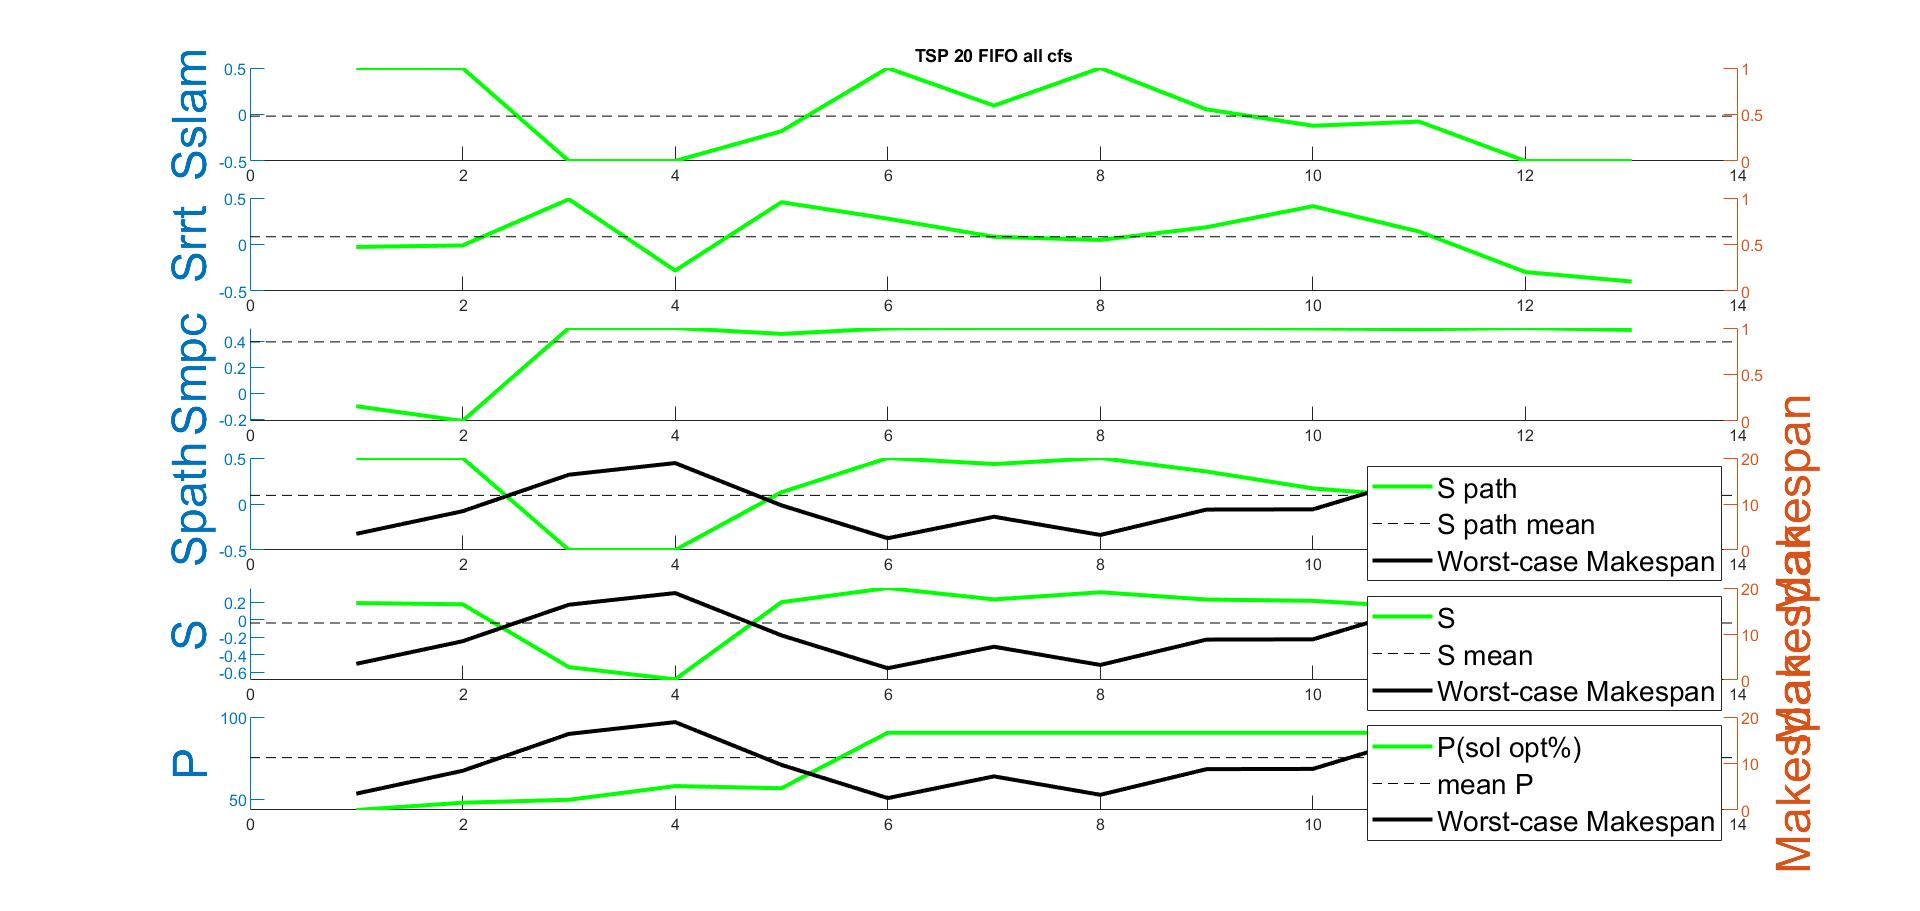 TSP 20 FIFO all cfs
Sslam
0.5
0
-0.5
1
0.5
0
0 2 4 6 8 10 12 14
Srrt
0.5
0
-0.5
1
0.5
0
0 2 4 6 8 10 12 14
Smpc
0.4
0.2
0
-0.2
1
0.5
0
0 2 4 6 8 10 12 14
Spath
0.5
0
-0.5
20
10
0
Makespan
S path
S path mean
Worst-case Makespan
0 2 4 6 8 10 14
S
0.2
0
-0.2
-0.4
-0.6
20
10
0
Makespan
S
S mean
Worst-case Makespan
0 2 4 6 8 10 14
P
100
50
20
10
0
Makespan
P(sol opt%)
mean P
Worst-case Makespan
0 2 4 6 8 10 14